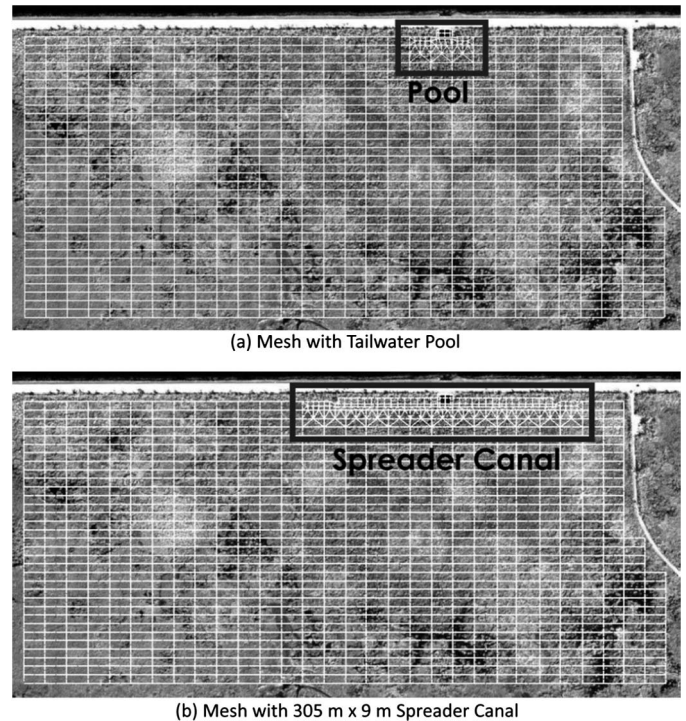 Pool
(a) Mesh with Tailwater Pool
Spreader Canal
(b) Mesh with 305 m x 9 m Spreader Canal